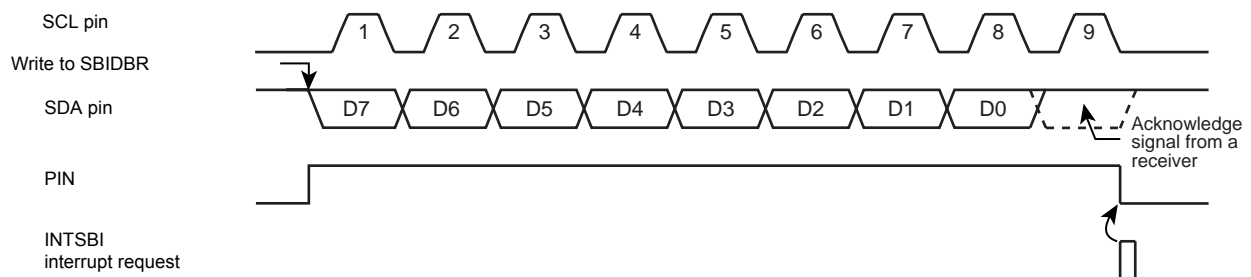 SCL pin
1 2 3 4 5 6 7 8 9
Write to SBIDBR
SDA pin
D7 D6 D5 D4 D3 D2 D1 D0
Acknowledge
signal from a
receiver
PIN
INTSBI
interrupt request